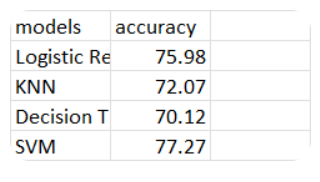 models accuracy
Logistic Re 75.98
KNN 72.07
Decision T 70.12
SVM 77.27